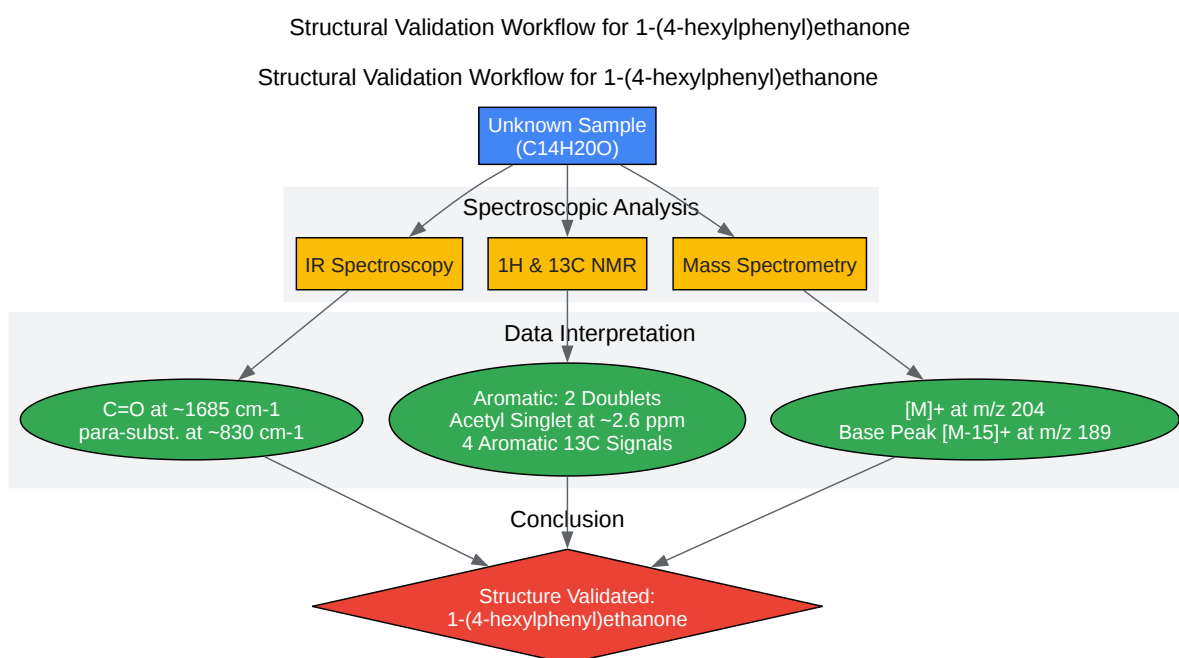 Structural Validation Workflow for 1-(4-hexylphenyl)ethanone
Structural Validation Workflow for 1-(4-hexylphenyl)ethanone
Unknown Sample
(C14H20O)
Spectroscopic Analysis
IR Spectroscopy
1H & 13C NMR
Mass Spectrometry
Data Interpretation
C=O at ~1685 cm-1
para-subst. at ~830 cm-1
Aromatic: 2 Doublets
Acetyl Singlet at ~2.6 ppm
4 Aromatic 13C Signals
[M]+ at m/z 204
Base Peak [M-15]+ at m/z 189
Conclusion
Structure Validated:
1-(4-hexylphenyl)ethanone